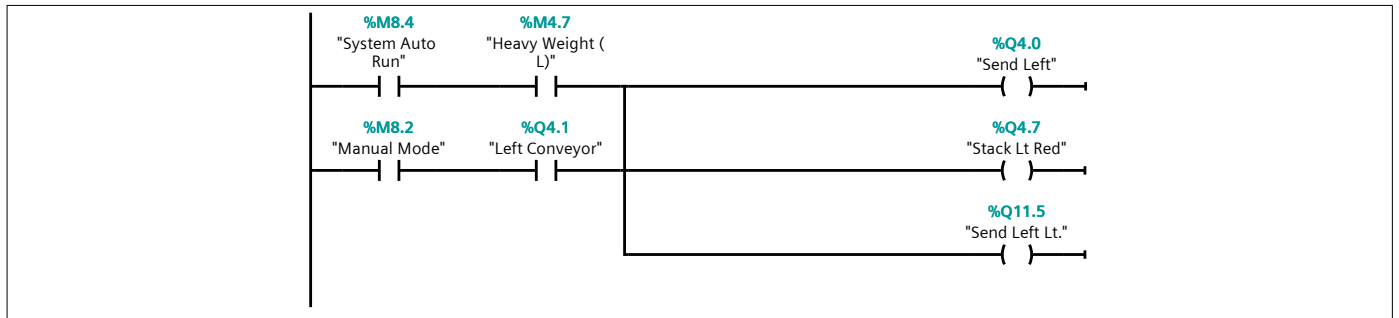 %M8.4
"System Auto
Run"
%M4.7
"Heavy Weight (
L)"
%Q4.0
"Send Left"
%M8.2
"Manual Mode"
%Q4.1
"Left Conveyor"
%Q4.7
"Stack Lt Red"
%Q11.5
"Send Left Lt."